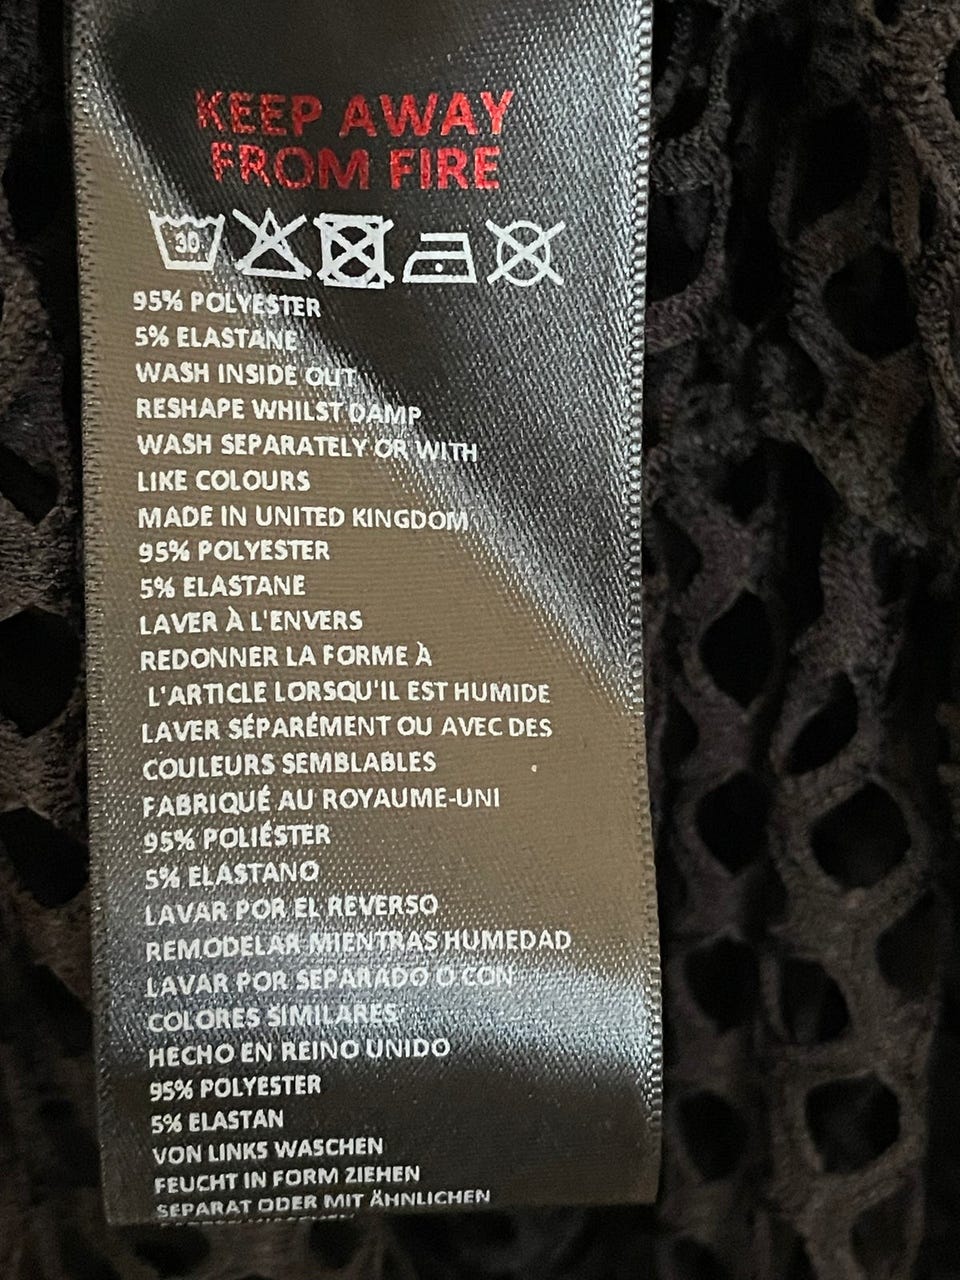 KEEP AWAY
FROM FIRE
30
95% POLYESTER
5% ELASTANE
WASH INSIDE OUT
RESHAPE WHILST DAMP
WASH SEPARATELY OR WITH
LIKE COLOURS
MADE IN UNITED KINGDOM
95% POLYESTER
5% ELASTANE
LAVER À L'ENVERS
REDONNER LA FORME À
L'ARTICLE LORSQU'IL EST HUMIDE
LAVER SÉPARÉMENT OU AVEC DES
COULEURS SEMBLABLES
FABRIQUÉ AU ROYAUME-UNI
95% POLIÉSTER
5% ELASTANO
LAVAR POR EL REVERSO
REMODELAR MIENTRAS HUMEDAD
LAVAR POR SEPARADO O CON
COLORES SIMILARES
HECHO EN REINO UNIDO
95% POLYESTER
5% ELASTAN
VON LINKS WASCHEN
FEUCHT IN FORM ZIEHEN
SEPARAT ODER MIT ÄHNLICHEN